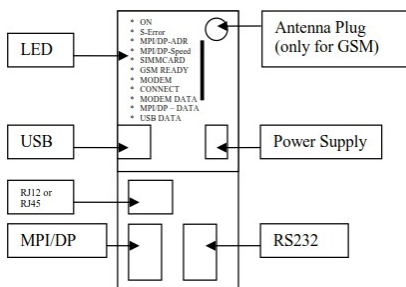 LED
* ON
* S-Error
* MPI/DP-ADR
* MPI/DP-Speed
* SIMMCARD
* GSM READY
* MODEM
* CONNECT
* MODEM DATA
* MPI/DP – DATA
* USB DATA
Antenna Plug
(only for GSM)
USB
Power Supply
RJ12 or
RJ45
MPI/DP
RS232